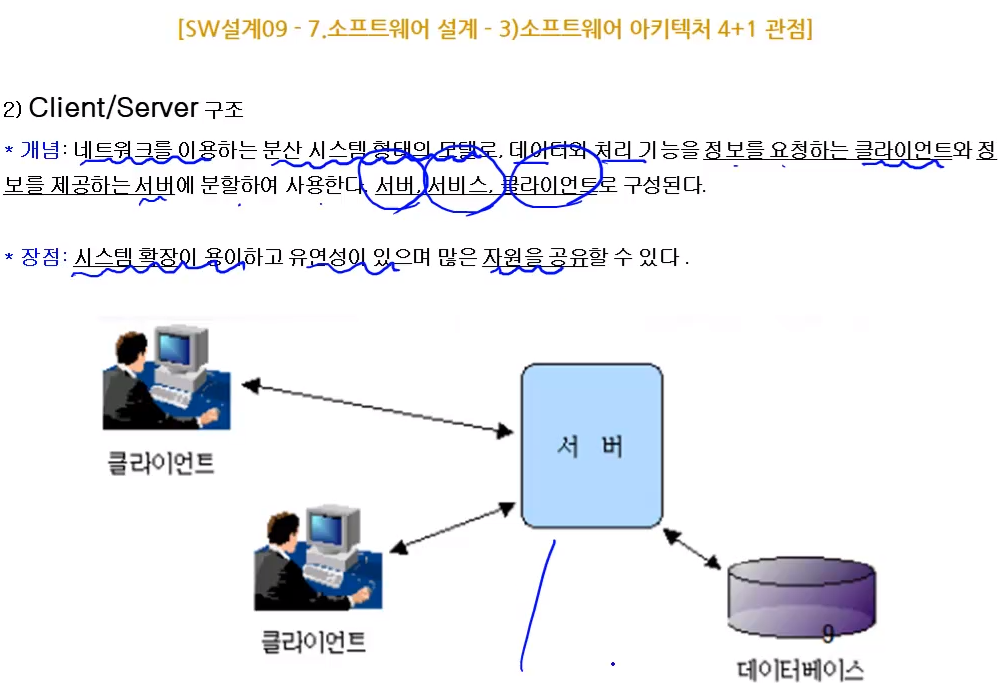 [SW설계09 - 7.소프트웨어 설계 - 3)소프트웨어 아키텍처 4+1 관점]
2) Client/Server 구조
* 개념: 네트워크를 이용하는 분산 시스템 형태의 모델로, 데이터와 처리 기능을 정보를 요청하는 클라이언트와 정
보를 제공하는 서버에 분할하여 사용한다. 서버, 서비스, 클라이언트로 구성된다.
* 장점: 시스템 확장이 용이하고 유연성이 있으며 많은 자원을 공유할 수 있다.
클라이언트
서 버
클라이언트
9
데이터베이스